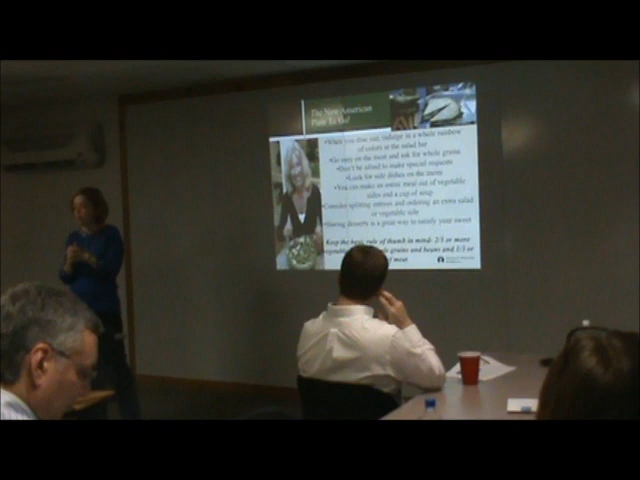 The New American
Plate To Go!
•When you dine out, indulge in a whole rainbow
of colors at the salad bar
•Go easy on the meat and ask for whole grains
•Don't be afraid to make special requests
•Look for side dishes on the menu
•You can make an entire meal out of vegetable
sides and a cup of soup
•Consider splitting entrees and ordering an extra salad
or vegetable side
•Sharing desserts is a great way to satisfy your sweet
Keep the basic rule of thumb in mind- 2/3 or more
grains and beans and 1/3 or
of meat